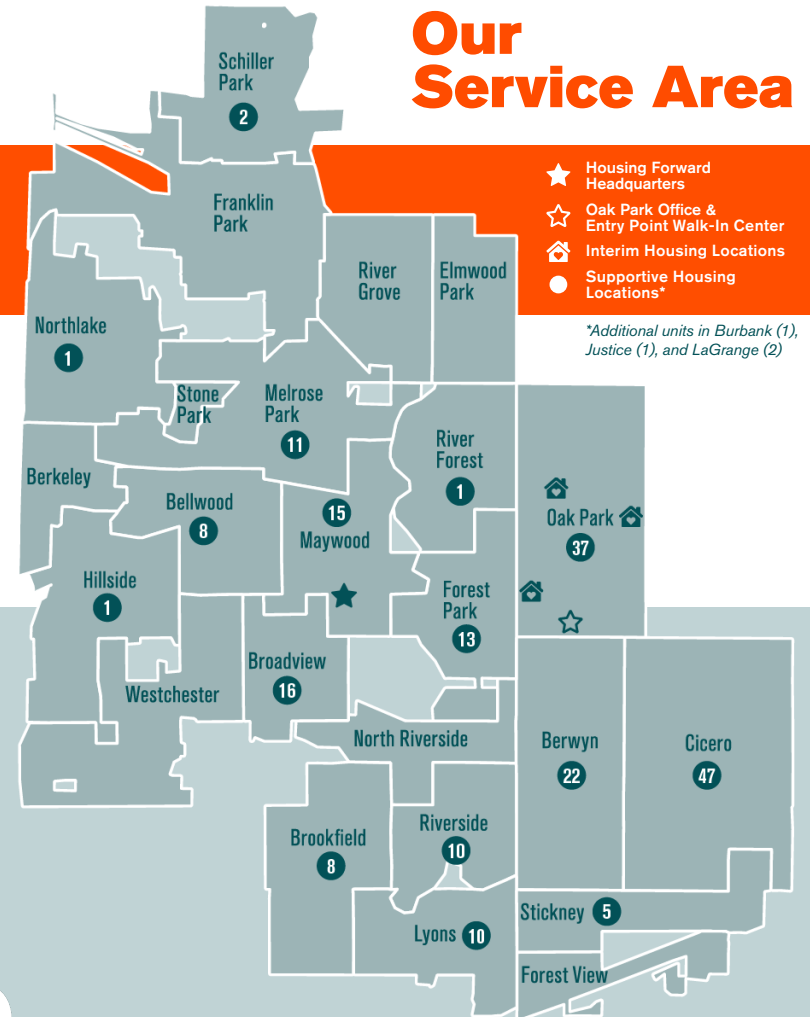 Our
Service Area
Housing Forward
Headquarters
Oak Park Office &
Entry Point Walk-In Center
Interim Housing Locations
Supportive Housing
Locations*
*Additional units in Burbank (1),
Justice (1), and LaGrange (2)
Schiller
Park
2
Franklin
Park
River
Grove
Elmwood
Park
Northlake
1
Stone
Park
Melrose
Park
11
River
Forest
1
Berkeley
Bellwood
8
15
Maywood
Oak Park
37
Hillside
1
Forest
Park
13
Broadview
16
Westchester
North Riverside
Berwyn
22
Cicero
47
Brookfield
8
Riverside
10
Stickney 5
Lyons 10
Forest View